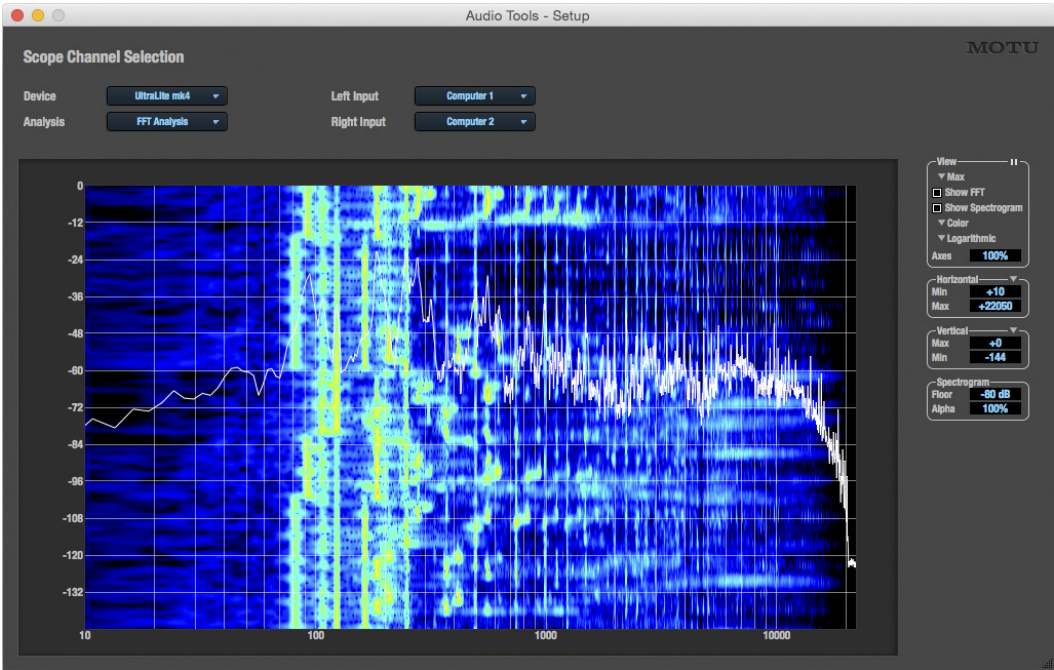 Audio Tools - Setup
Scope Channel Selection
MOTU
Device UltraLite mk4 Left Input Computer 1
Analysis FFT Analysis Right Input Computer 2
View
Max
Show FFT
Show Spectrogram
Color
Logarithmic
Axes 100%
Horizontal
Min +10
Max +22050
Vertical
Max +0
Min -144
Spectrogram
Floor -80 dB
Alpha 100%
0
-12
-24
-36
-48
-60
-72
-84
-96
-108
-120
-132
10 100 1000 10000